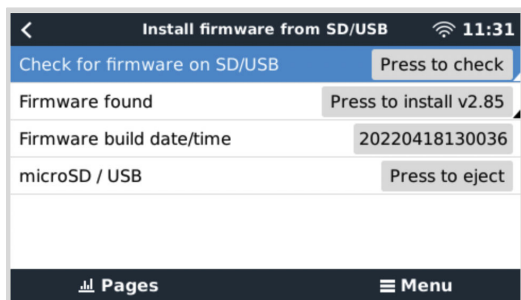 Install firmware from SD/USB 11:31
Check for firmware on SD/USB Press to check
Firmware found Press to install v2.85
Firmware build date/time 20220418130036
microSD / USB Press to eject
Pages Menu